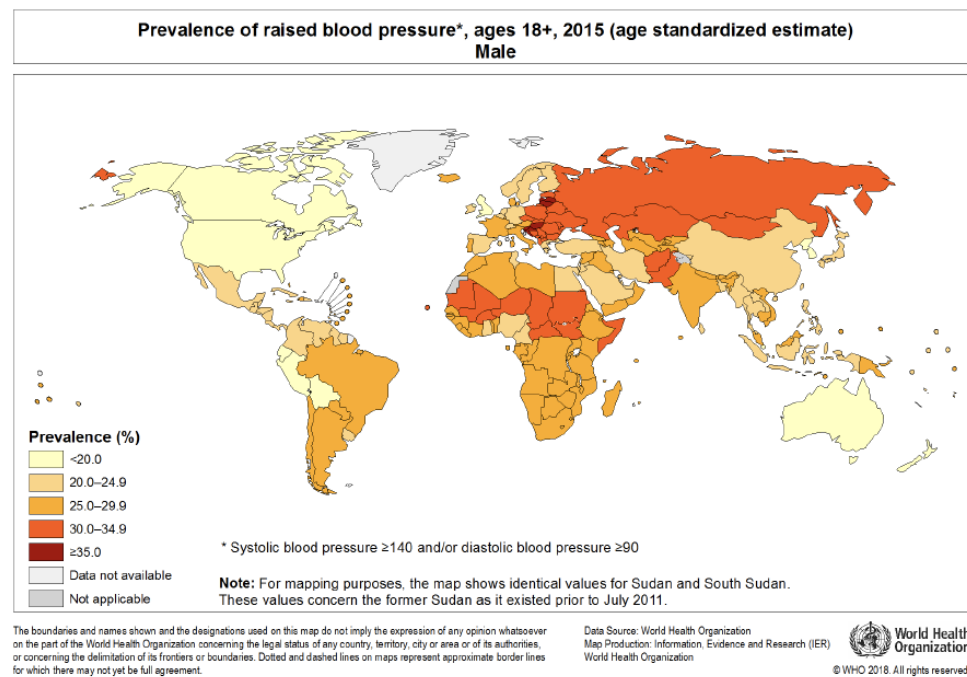 Prevalence of raised blood pressure*, ages 18+, 2015 (age standardized estimate)
Male
Prevalence (%)
<20.0
20.0–24.9
25.0–29.9
30.0–34.9
≥35.0
Data not available
Not applicable
* Systolic blood pressure ≥140 and/or diastolic blood pressure ≥90
Note: For mapping purposes, the map shows identical values for Sudan and South Sudan.
These values concern the former Sudan as it existed prior to July 2011.
The boundaries and names shown and the designations used on this map do not imply the expression of any opinion whatsoever
on the part of the World Health Organization concerning the legal status of any country, territory, city or area or of its authorities,
or concerning the delimitation of its frontiers or boundaries. Dotted and dashed lines on maps represent approximate border lines
for which there may not yet be full agreement.
Data Source: World Health Organization
Map Production: Information, Evidence and Research (IER)
World Health Organization
World Health
Organization
© WHO 2018. All rights reserved